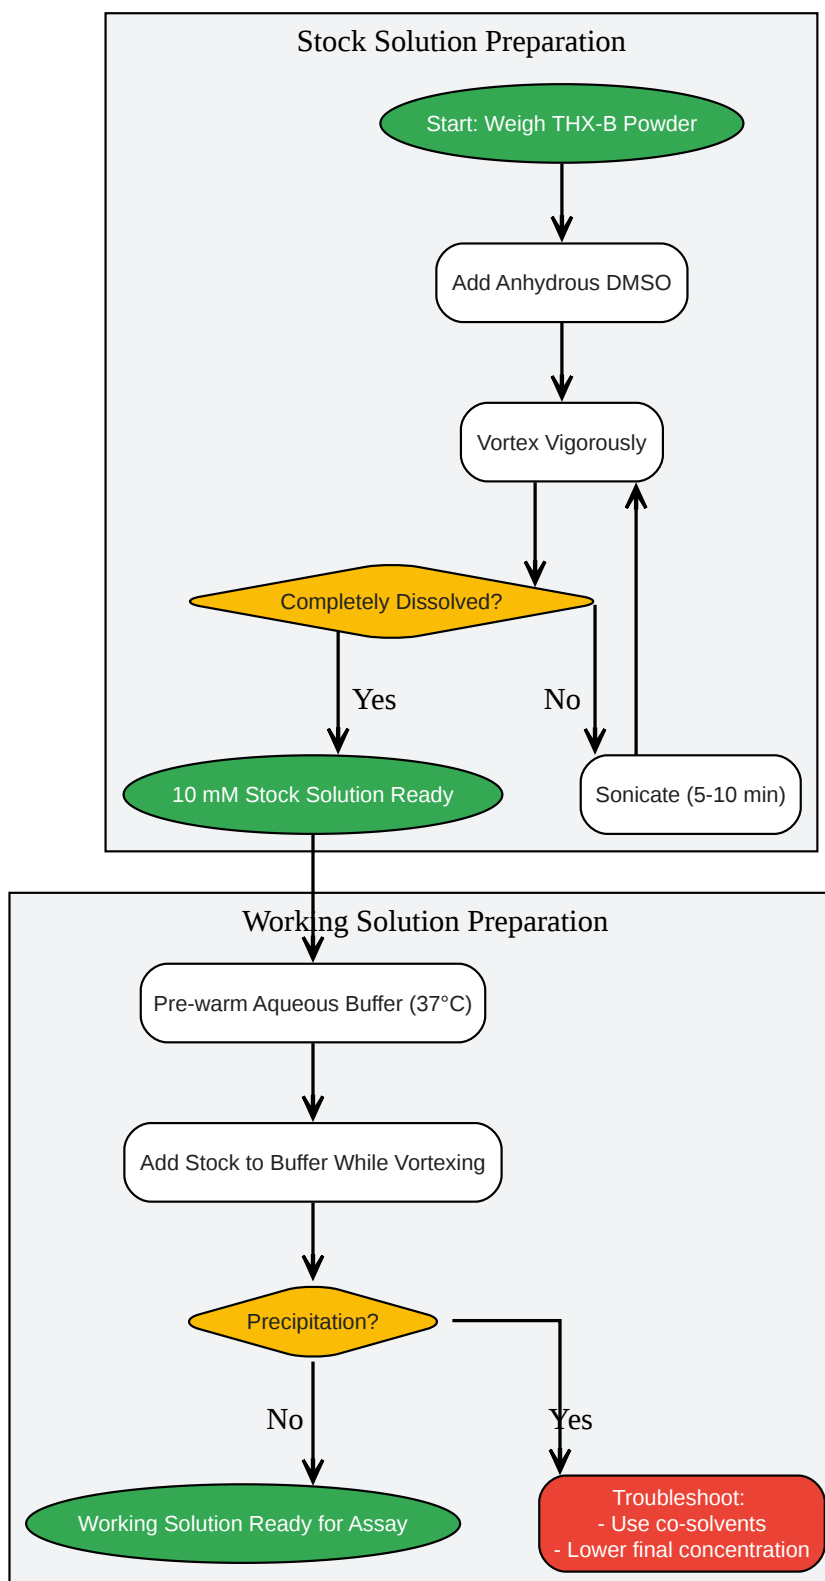 Stock Solution Preparation
Start: Weigh THX-B Powder
Add Anhydrous DMSO
Vortex Vigorously
Completely Dissolved?
Yes
No
10 mM Stock Solution Ready
Sonicate (5-10 min)
Working Solution Preparation
Pre-warm Aqueous Buffer (37°C)
Add Stock to Buffer While Vortexing
Precipitation?
No
Yes
Working Solution Ready for Assay
Troubleshoot:
- Use co-solvents
- Lower final concentration